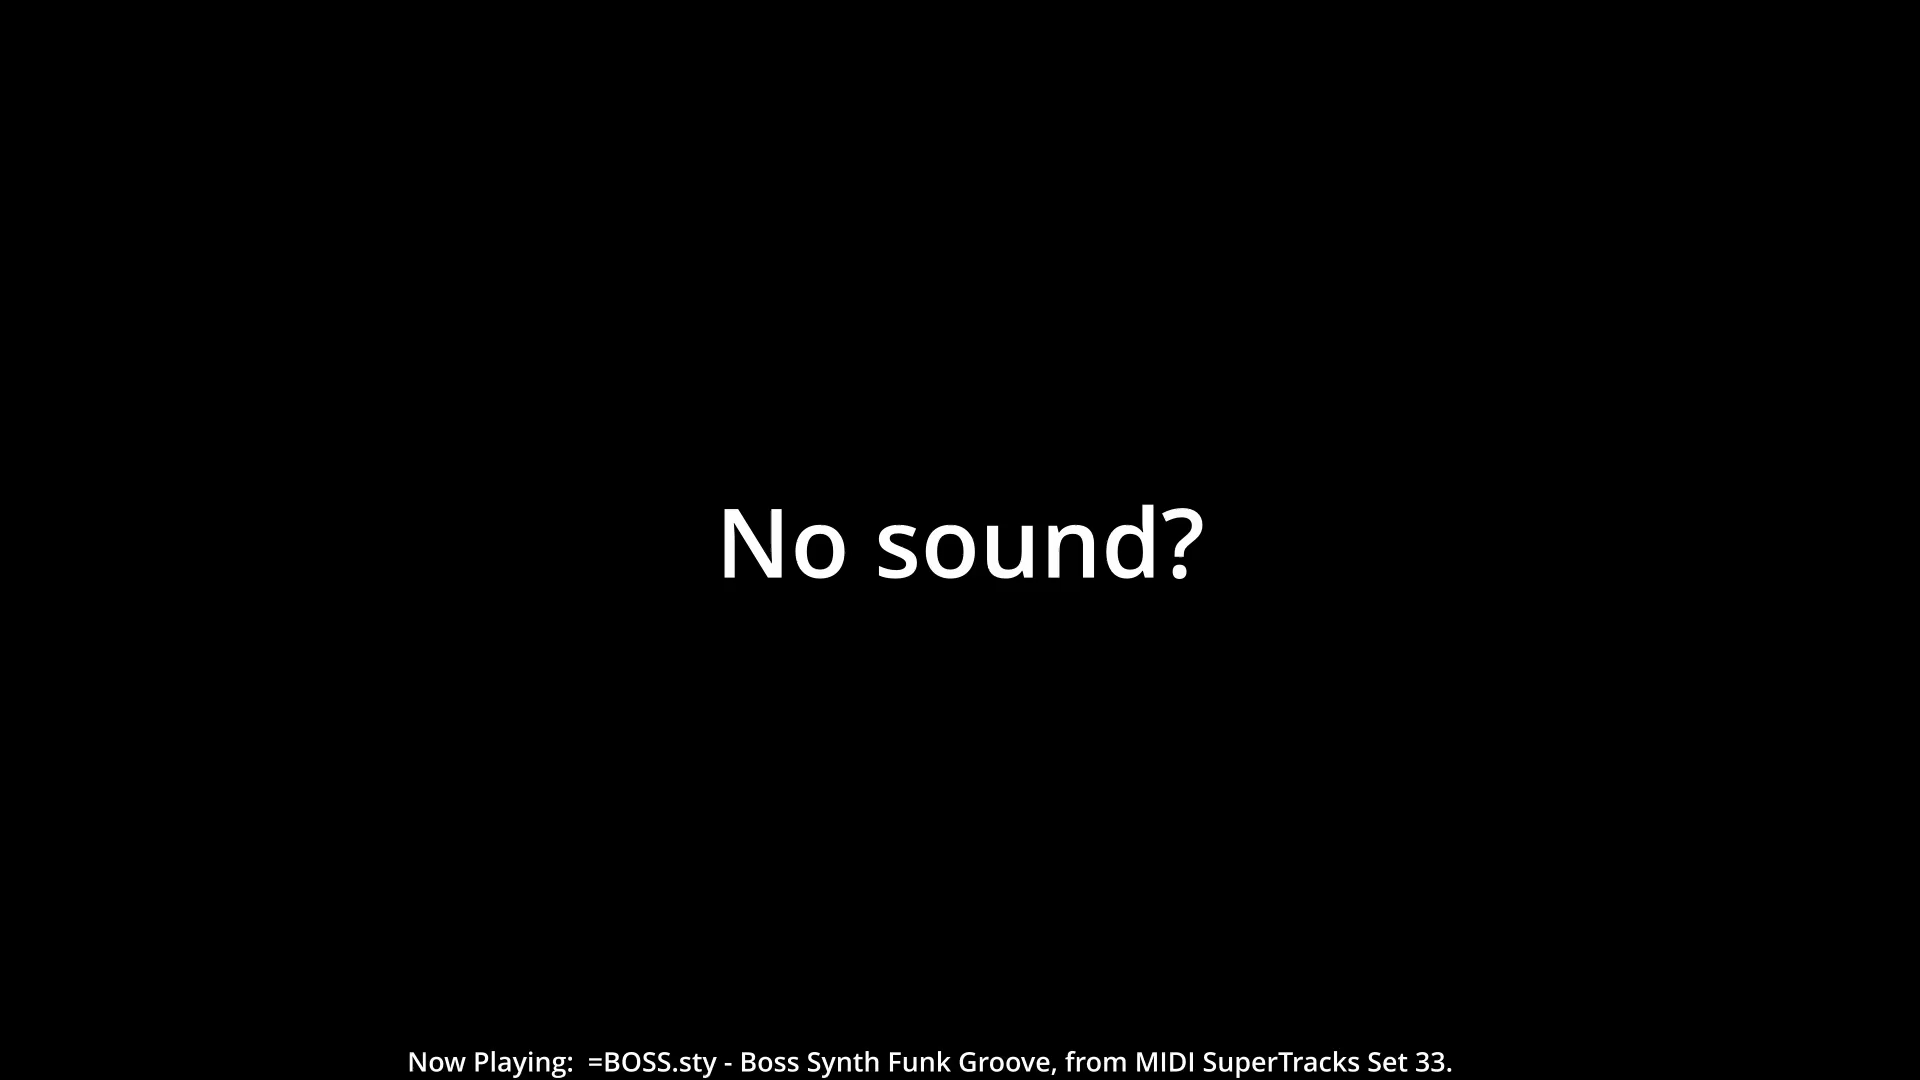 No sound?
Now Playing:  =BOSS.sty - Boss Synth Funk Groove, from MIDI SuperTracks Set 33.